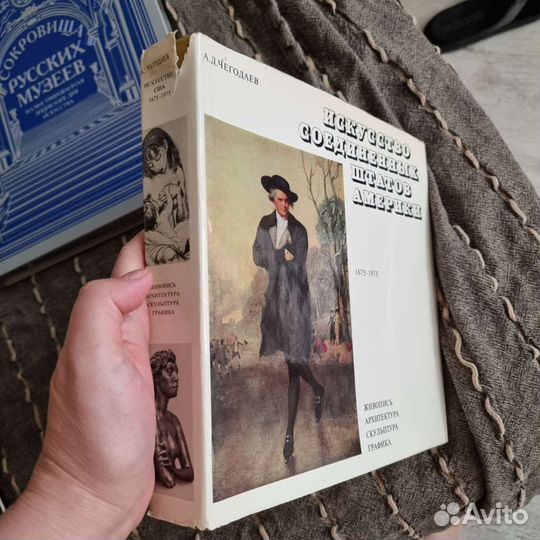 СОКРОВИЩА
РУССКИХ
МУЗЕЕВ
А.Д.ЧЕГОДАЕВ
ИСКУССТВО
США
1675-1975
ЖИВОПИСЬ
АРХИТЕКТУРА
СКУЛЬПТУРА
ГРАФИКА
А.Д.ЧЕГОДАЕВ
ИСКУССТВО
СОЕДИНЕННЫХ
ШТАТОВ
АМЕРИКИ
1675-1975
ЖИВОПИСЬ
АРХИТЕКТУРА
СКУЛЬПТУРА
ГРАФИКА
Avito